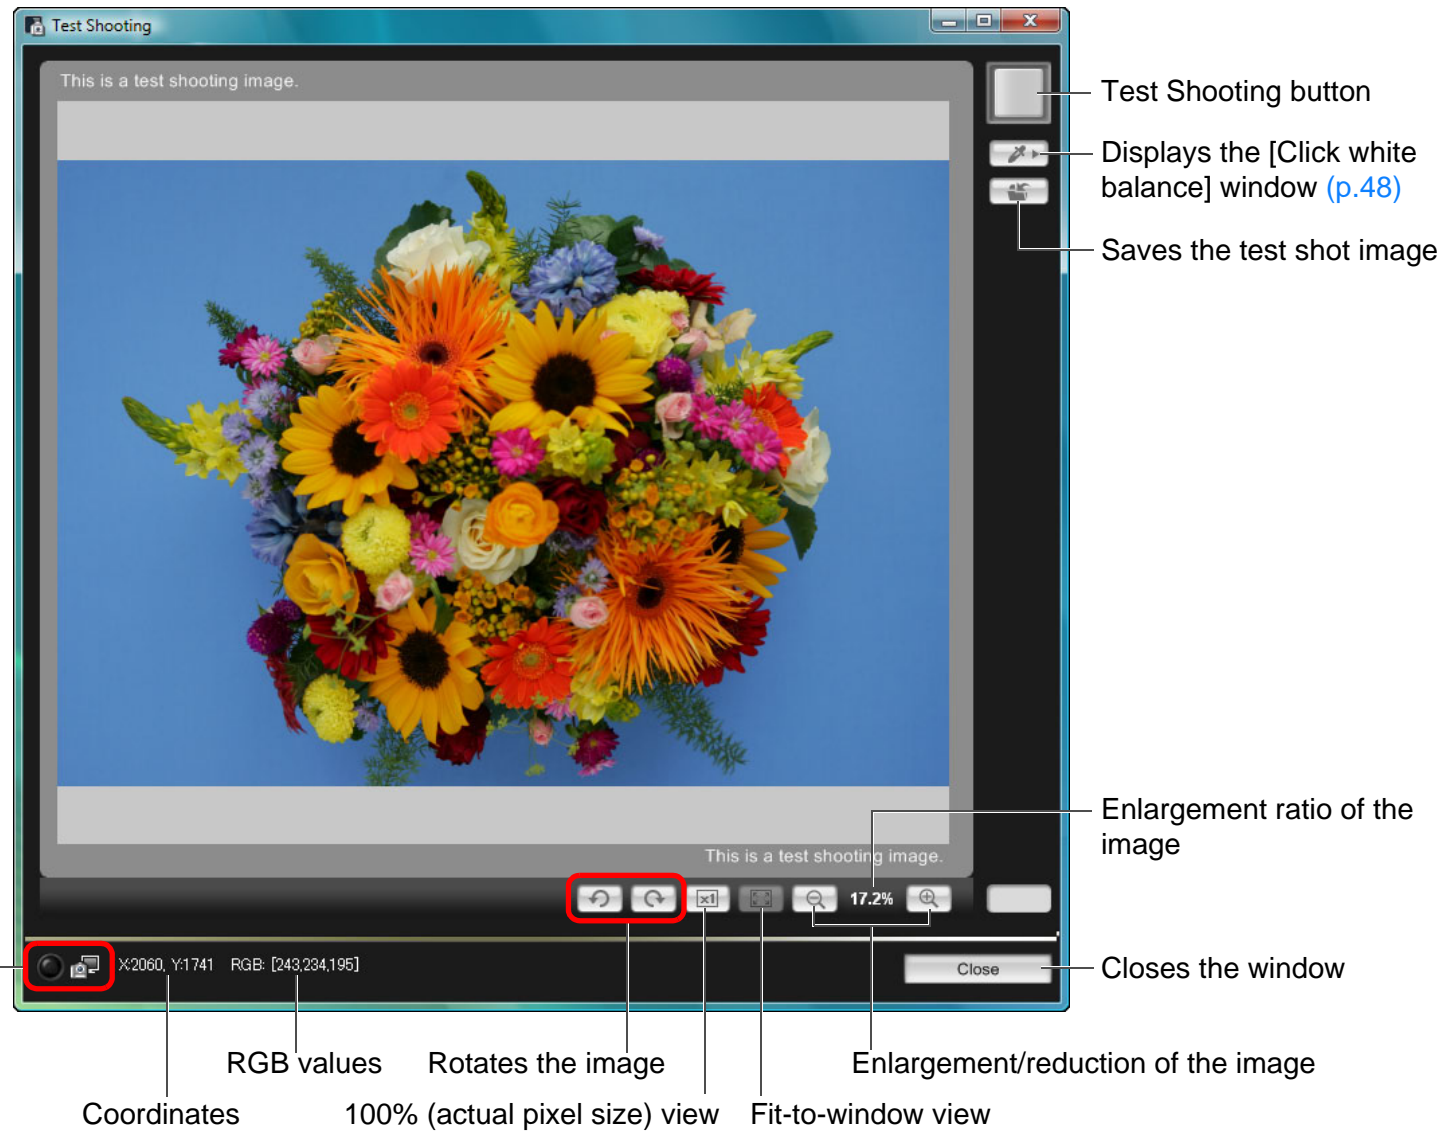 Test Shooting
This is a test shooting image.
Test Shooting button
Displays the [Click white
balance] window (p.48)
Saves the test shot image
Enlargement ratio of the
image
This is a test shooting image.
x1
17.2%
X:2060, Y:1741 RGB: [243,234,195]
Close
Closes the window
RGB values
Rotates the image
Enlargement/reduction of the image
Coordinates
100% (actual pixel size) view
Fit-to-window view